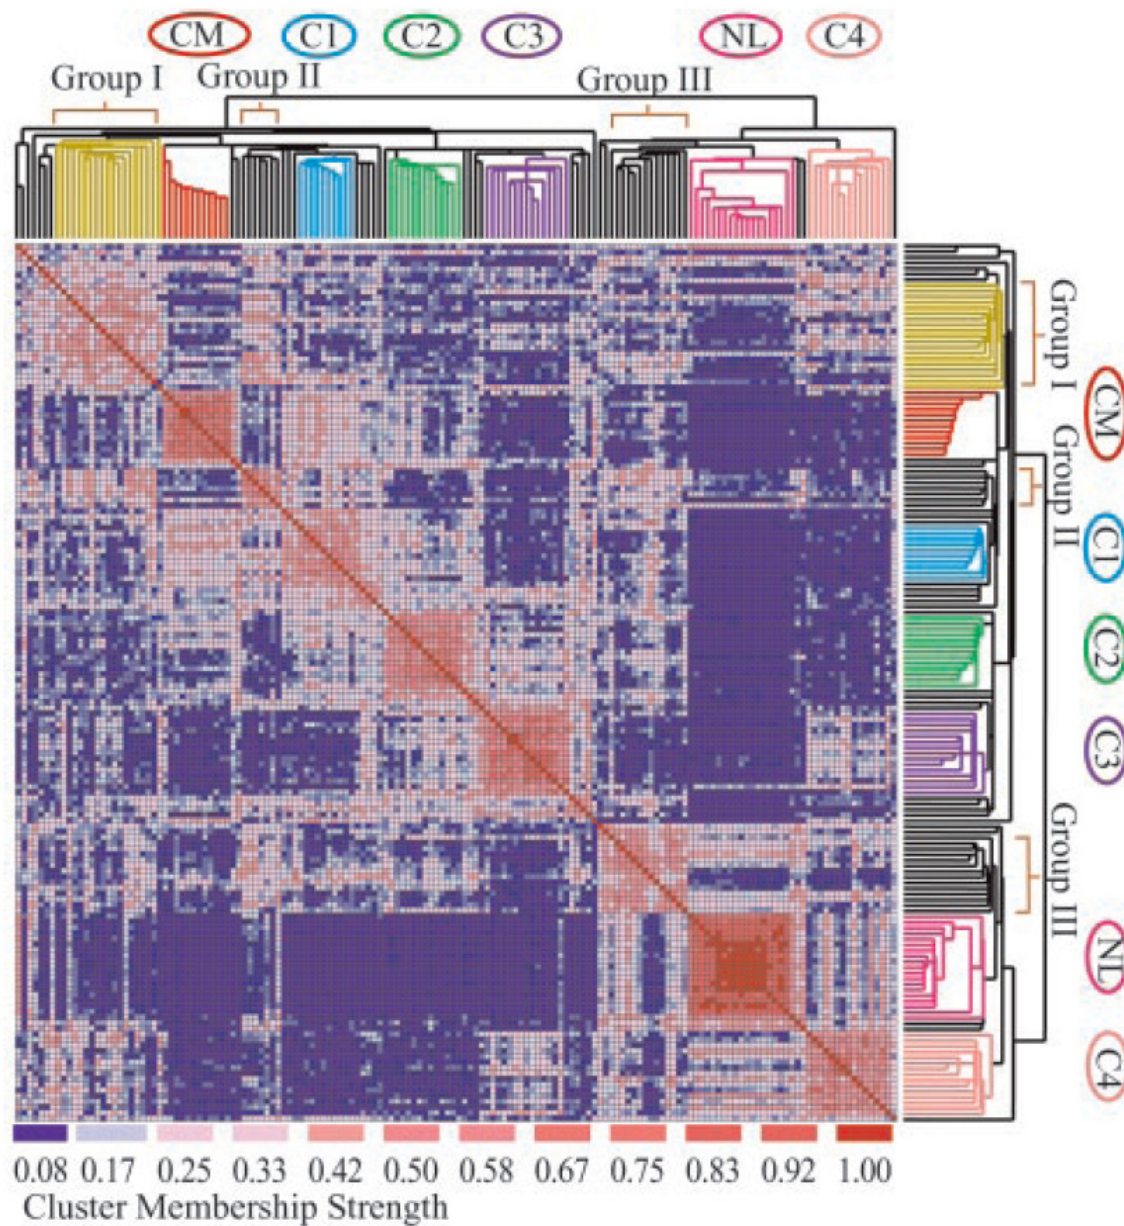 CM C1 C2 C3 NL C4
Group I Group II Group III
Group I
CM
Group II
C1
C2
C3
Group III
NL
C4
0.08 0.17 0.25 0.33 0.42 0.50 0.58 0.67 0.75 0.83 0.92 1.00
Cluster Membership Strength